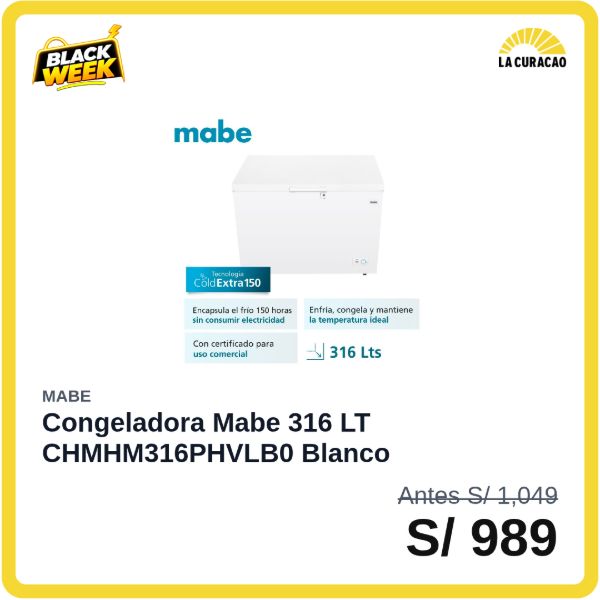 BLACK
WEEK
LA CURACAO
mabe
Tecnología
ColdExtra150
Encapsula el frío 150 horas
sin consumir electricidad
Enfría, congela y mantiene
la temperatura ideal
Con certificado para
uso comercial
316 Lts
MABE
Congeladora Mabe 316 LT
CHMHM316PHVLB0 Blanco
Antes S/ 1,049
S/ 989